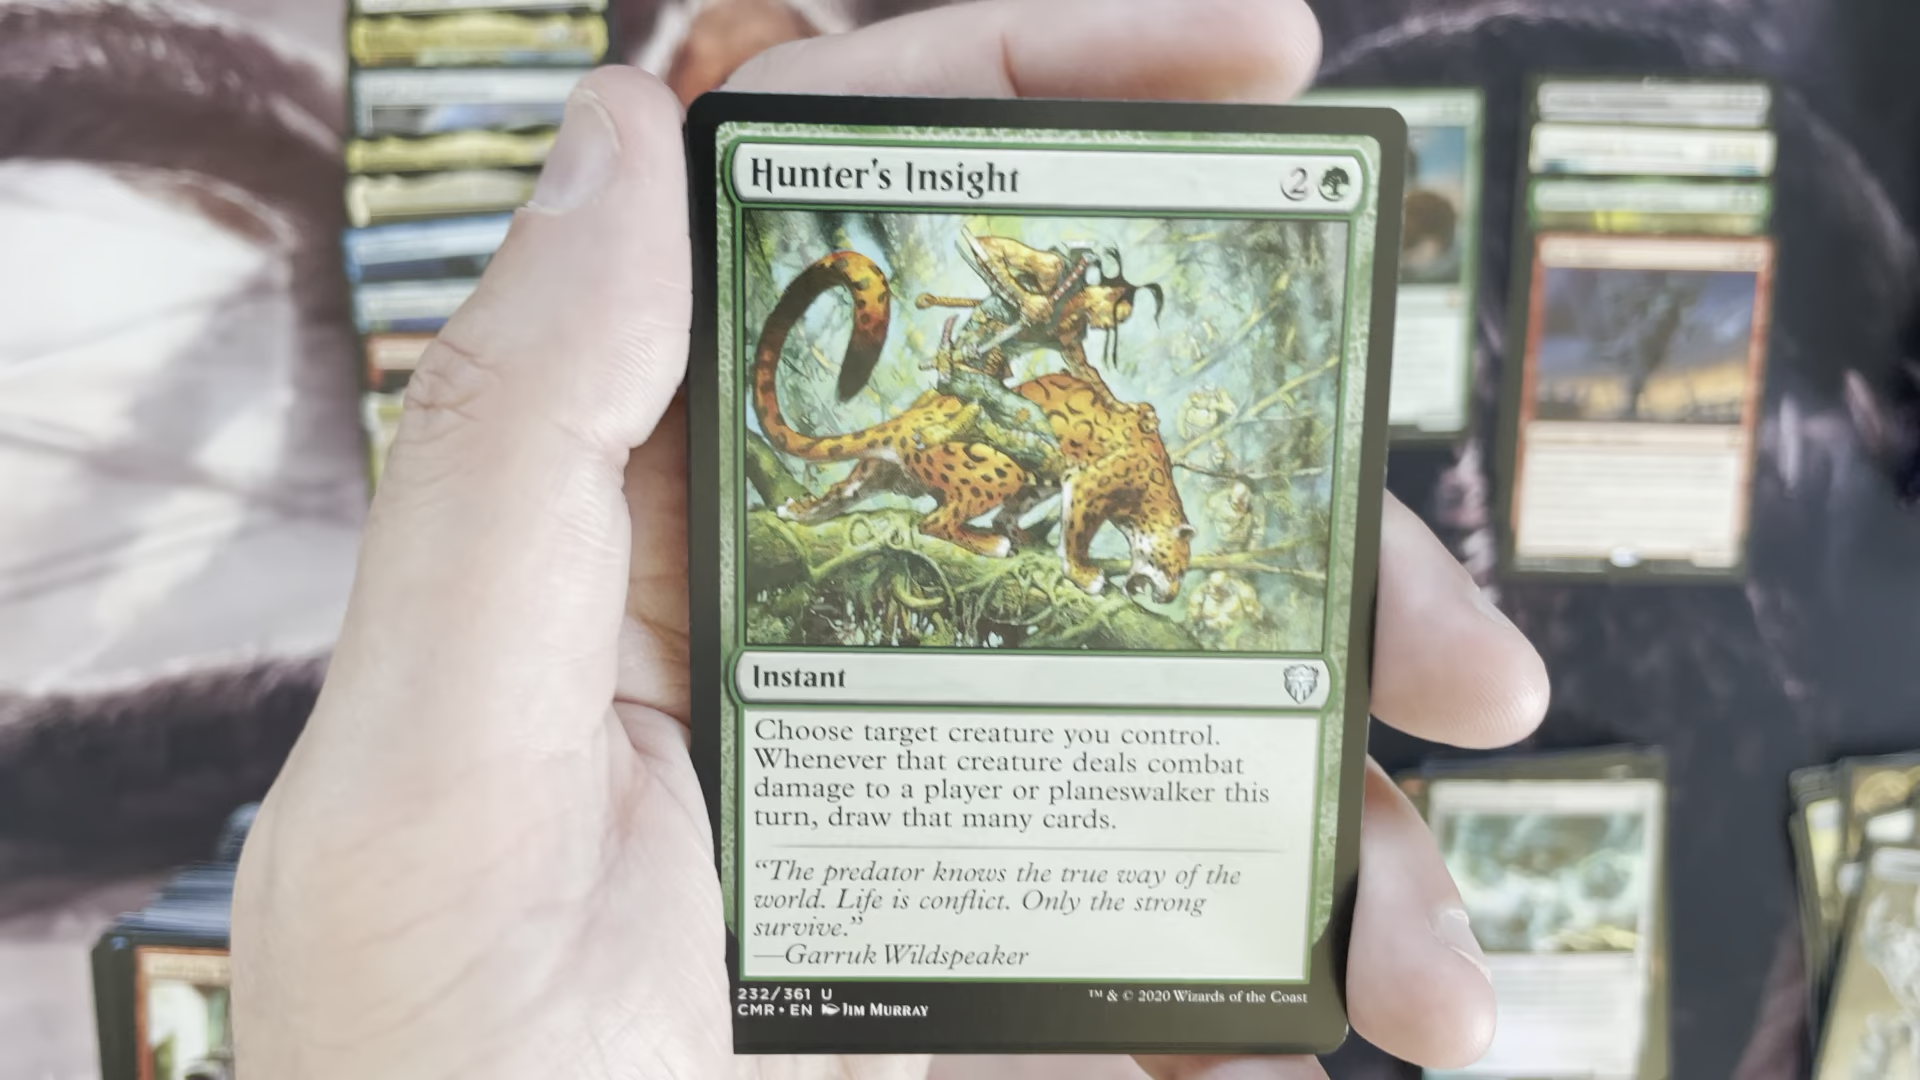 Hunter's Insight 2
Instant
Choose target creature you control.
Whenever that creature deals combat
damage to a player or planeswalker this
turn, draw that many cards.
“The predator knows the true way of the
world. Life is conflict. Only the strong
survive.”
—Garruk Wildspeaker
232/361 U
CMR • EN Jim Murray
™ & © 2020 Wizards of the Coast